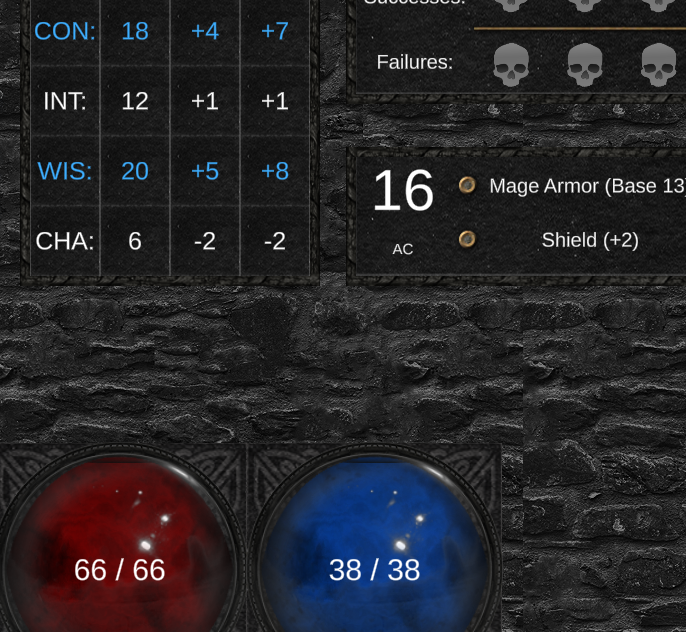 CON: 18 +4 +7
INT: 12 +1 +1
WIS: 20 +5 +8
CHA: 6 -2 -2
Successes:
Failures:
16
AC
Mage Armor (Base 13)
Shield (+2)
66 / 66
38 / 38